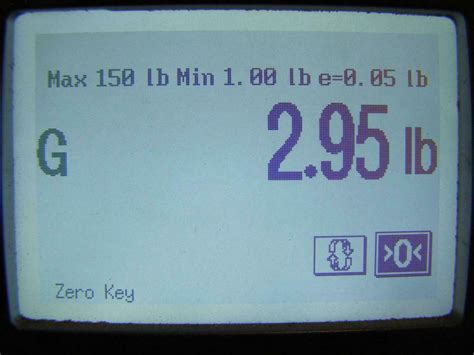 Max 150 lb Min 1.00 lb e=0.05 lb
G 2.95 lb
>0<
Zero Key